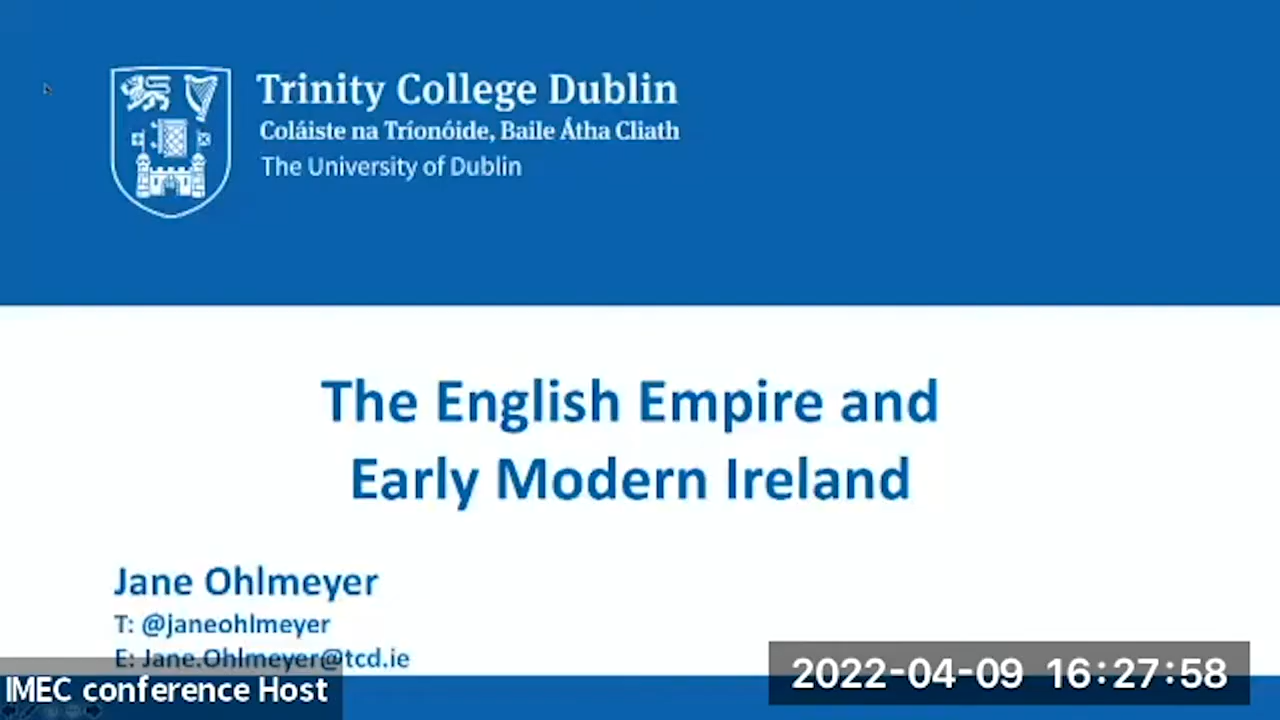 Trinity College Dublin
Coláiste na Tríonóide, Baile Átha Cliath
The University of Dublin
The English Empire and
Early Modern Ireland
Jane Ohlmeyer
T: @janeohlmeyer
E: Jane.Ohlmeyer@tcd.ie
IMEC conference Host
2022-04-09 16:27:58